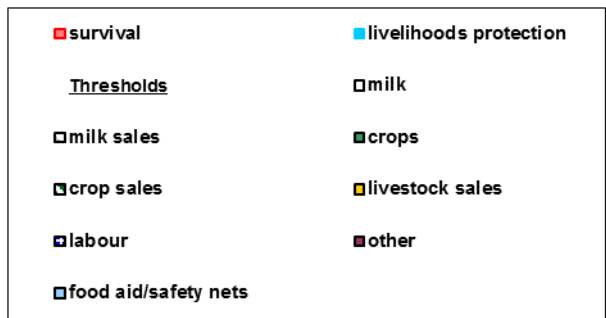 survival livelihoods protection
Thresholds milk
milk sales crops
crop sales livestock sales
labour other
food aid/safety nets